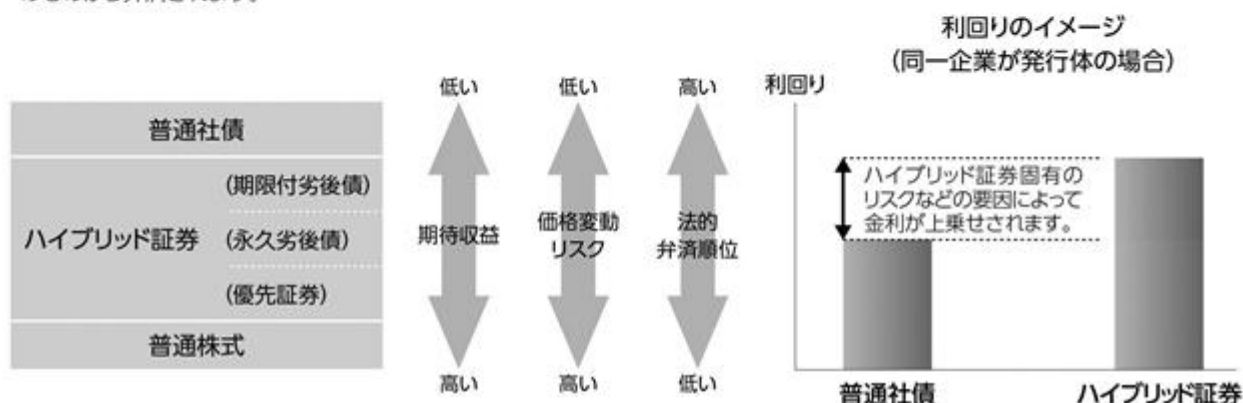 普通社債
ハイブリッド証券
(期限付劣後債)
(永久劣後債)
(優先証券)
普通株式
低い
期待収益
高い
低い
価格変動
リスク
高い
高い
法的
弁済順位
低い
利回りのイメージ
(同一企業が発行体の場合)
利回り
ハイブリッド証券固有の
リスクなどの要因によって
金利が上乗せされます。
普通社債
ハイブリッド証券